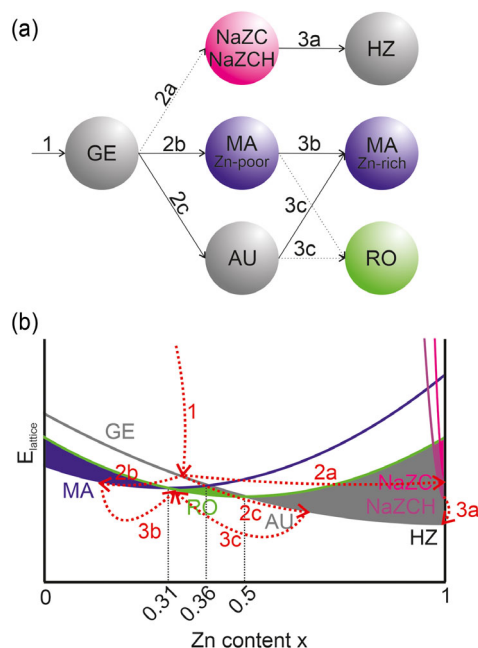 (a)
NaZC
NaZCH
3a
HZ
2a
1
GE
2b
MA
Zn-poor
3b
MA
Zn-rich
2c
3c
AU
3c
RO
(b)
E lattice
GE
1
2b
2a
MA
RO
2c
AU
NaZC
NaZCH
3a
3b
3c
HZ
0
0.31
0.36
0.5
1
Zn content x